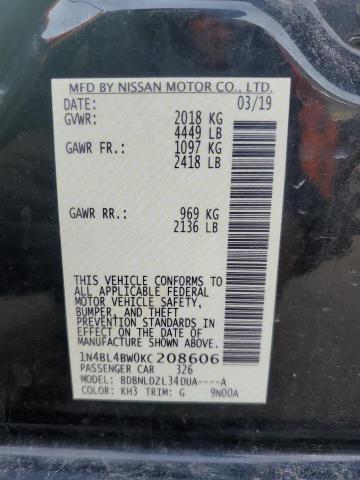 MFD BY NISSAN MOTOR CO., LTD.
DATE: 03/19
GVWR: 2018 KG
4449 LB
GAWR FR.: 1097 KG
2418 LB
GAWR RR.: 969 KG
2136 LB
THIS VEHICLE CONFORMS TO
ALL APPLICABLE FEDERAL
MOTOR VEHICLE SAFETY,
BUMPER, AND THEFT
PREVENTION STANDARDS IN
EFFECT ON THE DATE
OF MANUFACTURE SHOWN ABOVE.
1N4BL4BW0KC208606
PASSENGER CAR 326
MODEL: BDBNLDZL34DUA----A
COLOR: KH3 TRIM: G 9N00A